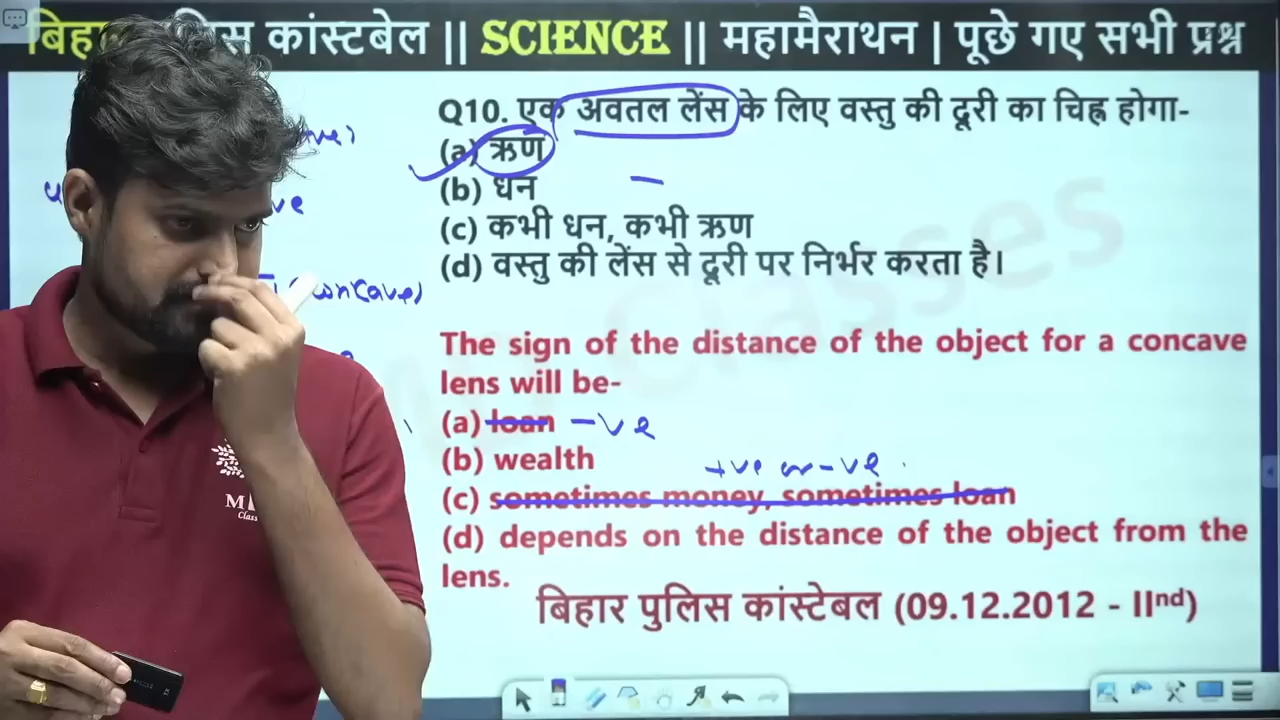 कांस्टबेल || SCIENCE || महामैराथन | पूछे गए सभी प्रश्न
Q10. एक अवतल लेंस के लिए वस्तु की दूरी का चिह्न होगा-
(a) ऋण
(b) धन
(c) कभी धन, कभी ऋण
(d) वस्तु की लेंस से दूरी पर निर्भर करता है।
(concave)
The sign of the distance of the object for a concave
lens will be-
(a) loan -ve
(b) wealth
+ve or -ve
(c) sometimes money, sometimes loan
(d) depends on the distance of the object from the
lens.
बिहार पुलिस कांस्टेबल (09.12.2012 - IInd)
Classes